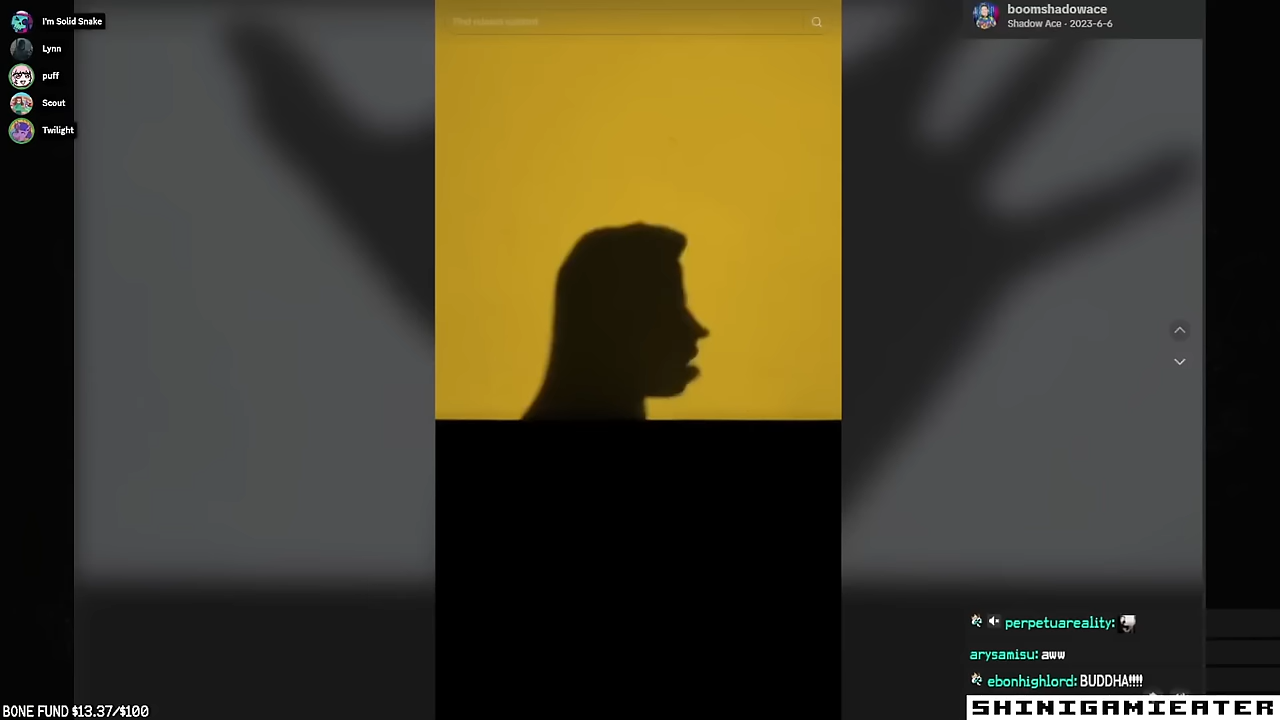 I'm Solid Snake
Lynn
puff
Scout
Twilight
boomshadowace
Shadow Ace · 2023-6-6
perpetuareality:
arysamisu: aww
ebonhighlord: BUDDHA!!!!
SHINIGAMIEATER
BONE FUND $13.37/$100